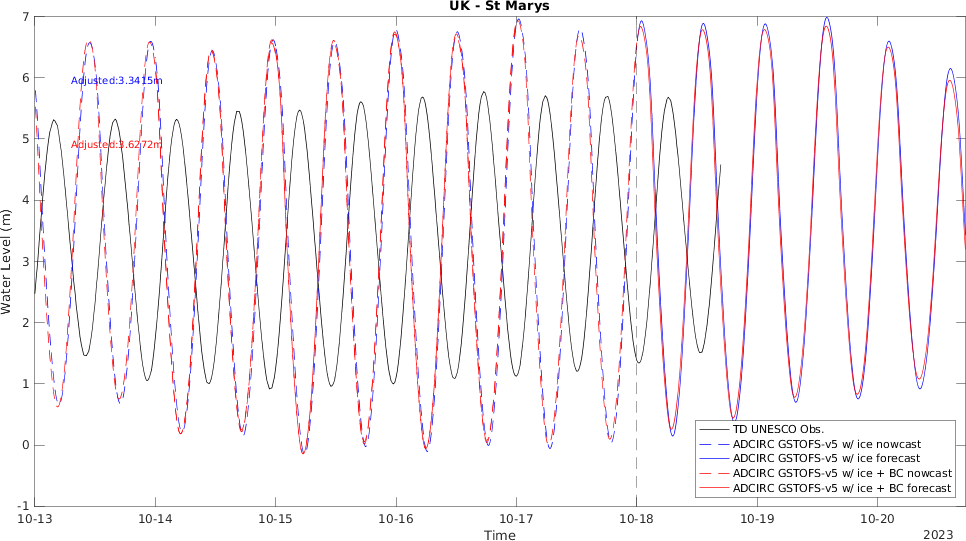 UK - St Marys
7
6
5
4
3
2
1
0
-1
Water Level (m)
Adjusted:3.3415m
Adjusted:3.6272m
TD UNESCO Obs.
ADCIRC GSTOFS-v5 w/ ice nowcast
ADCIRC GSTOFS-v5 w/ ice forecast
ADCIRC GSTOFS-v5 w/ ice + BC nowcast
ADCIRC GSTOFS-v5 w/ ice + BC forecast
10-13 10-14 10-15 10-16 10-17 10-18 10-19 10-20
Time
2023